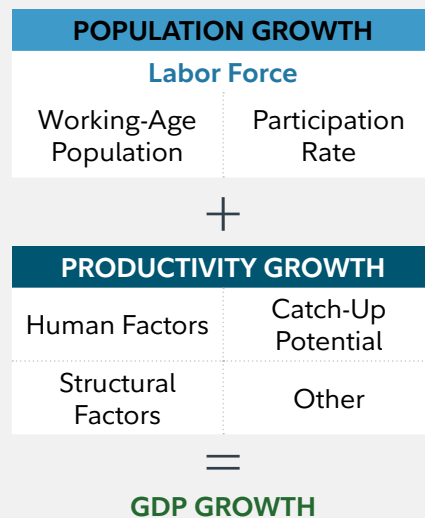 POPULATION GROWTH
Labor Force
Working-Age
Population
Participation
Rate
+
PRODUCTIVITY GROWTH
Human Factors
Catch-Up
Potential
Structural
Factors
Other
=
GDP GROWTH